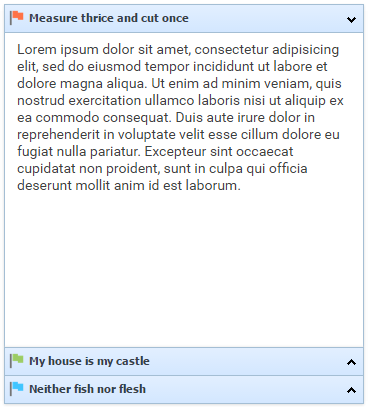 Measure thrice and cut once
Lorem ipsum dolor sit amet, consectetur adipisicing
elit, sed do eiusmod tempor incididunt ut labore et
dolore magna aliqua. Ut enim ad minim veniam, quis
nostrud exercitation ullamco laboris nisi ut aliquip ex
ea commodo consequat. Duis aute irure dolor in
reprehenderit in voluptate velit esse cillum dolore eu
fugiat nulla pariatur. Excepteur sint occaecat
cupidatat non proident, sunt in culpa qui officia
deserunt mollit anim id est laborum.
My house is my castle
Neither fish nor flesh